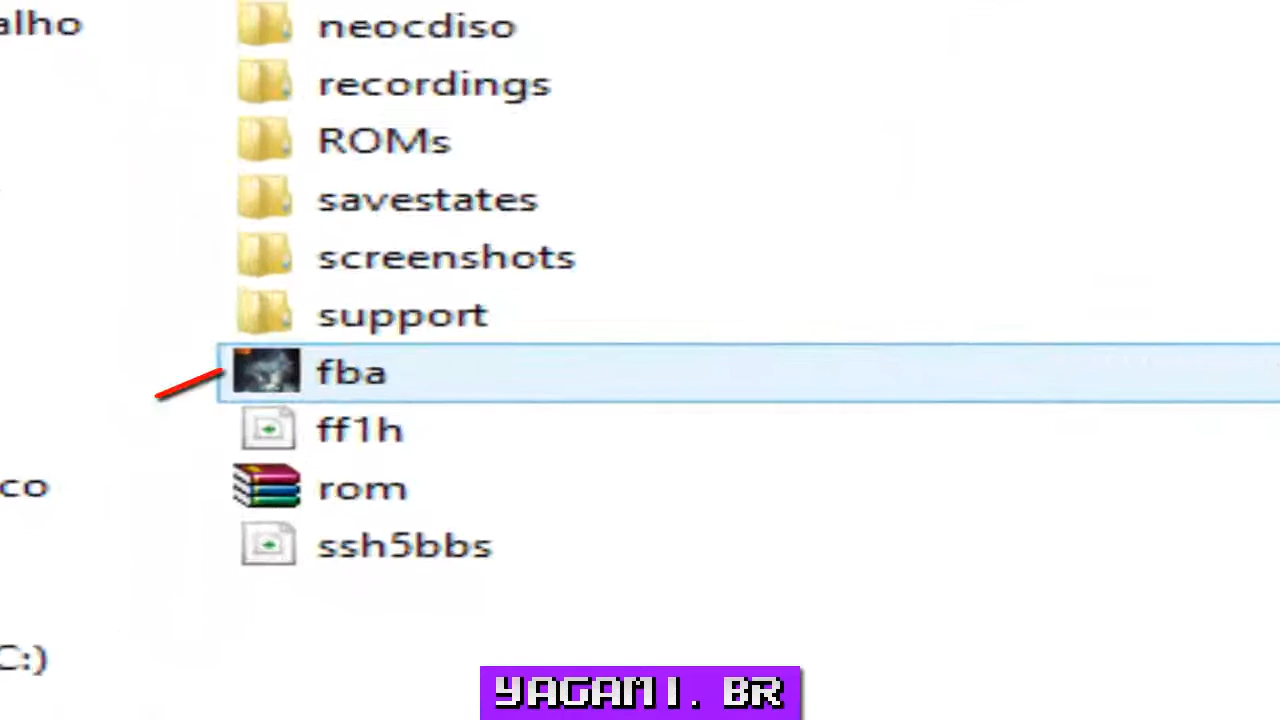 alho
neocdiso
recordings
ROMs
savestates
screenshots
support
fba
ff1h
co
rom
ssh5bbs
C:)
YAGAMI. BR